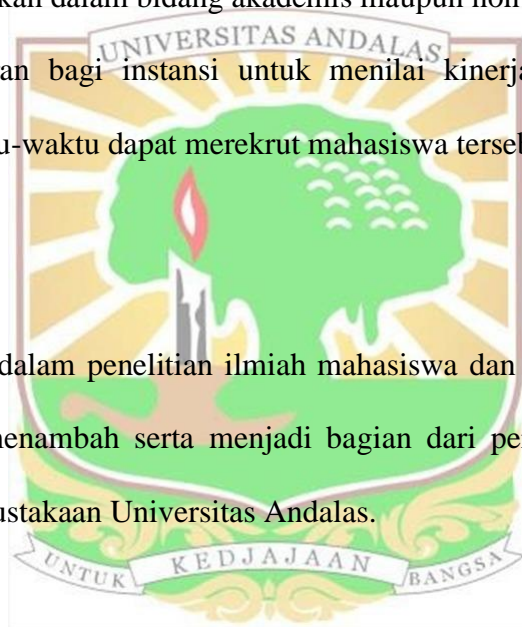 kan dalam bidang akademis maupun non
UNIVERSITAS ANDALAS
an bagi instansi untuk menilai kinerja
u-waktu dapat merekrut mahasiswa terseb
dalam penelitian ilmiah mahasiswa dan
menambah serta menjadi bagian dari pe
ustakaan Universitas Andalas.
UNTUK KEDJAJAAN BANGSA